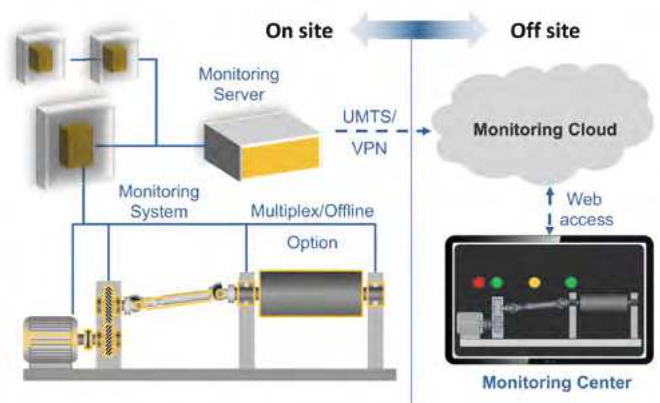 On site
Off site
Monitoring
Server
UMTS/
VPN
Monitoring Cloud
Monitoring
System
Multiplex/Offline
Option
Web
access
Monitoring Center